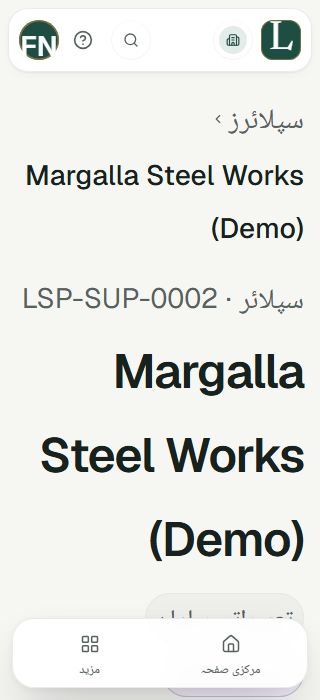 L
FN
سپلائرز ›
Margalla Steel Works
(Demo)
سپلائر · LSP-SUP-0002
Margalla
Steel Works
(Demo)
مرکزی صفحہ
مزید